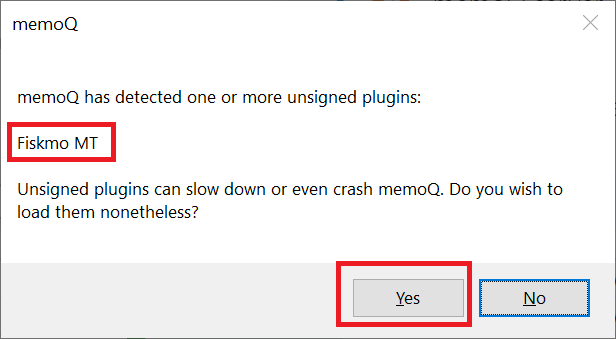 memoQ
memoQ has detected one or more unsigned plugins:
Fiskmo MT
Unsigned plugins can slow down or even crash memoQ. Do you wish to
load them nonetheless?
Yes
No